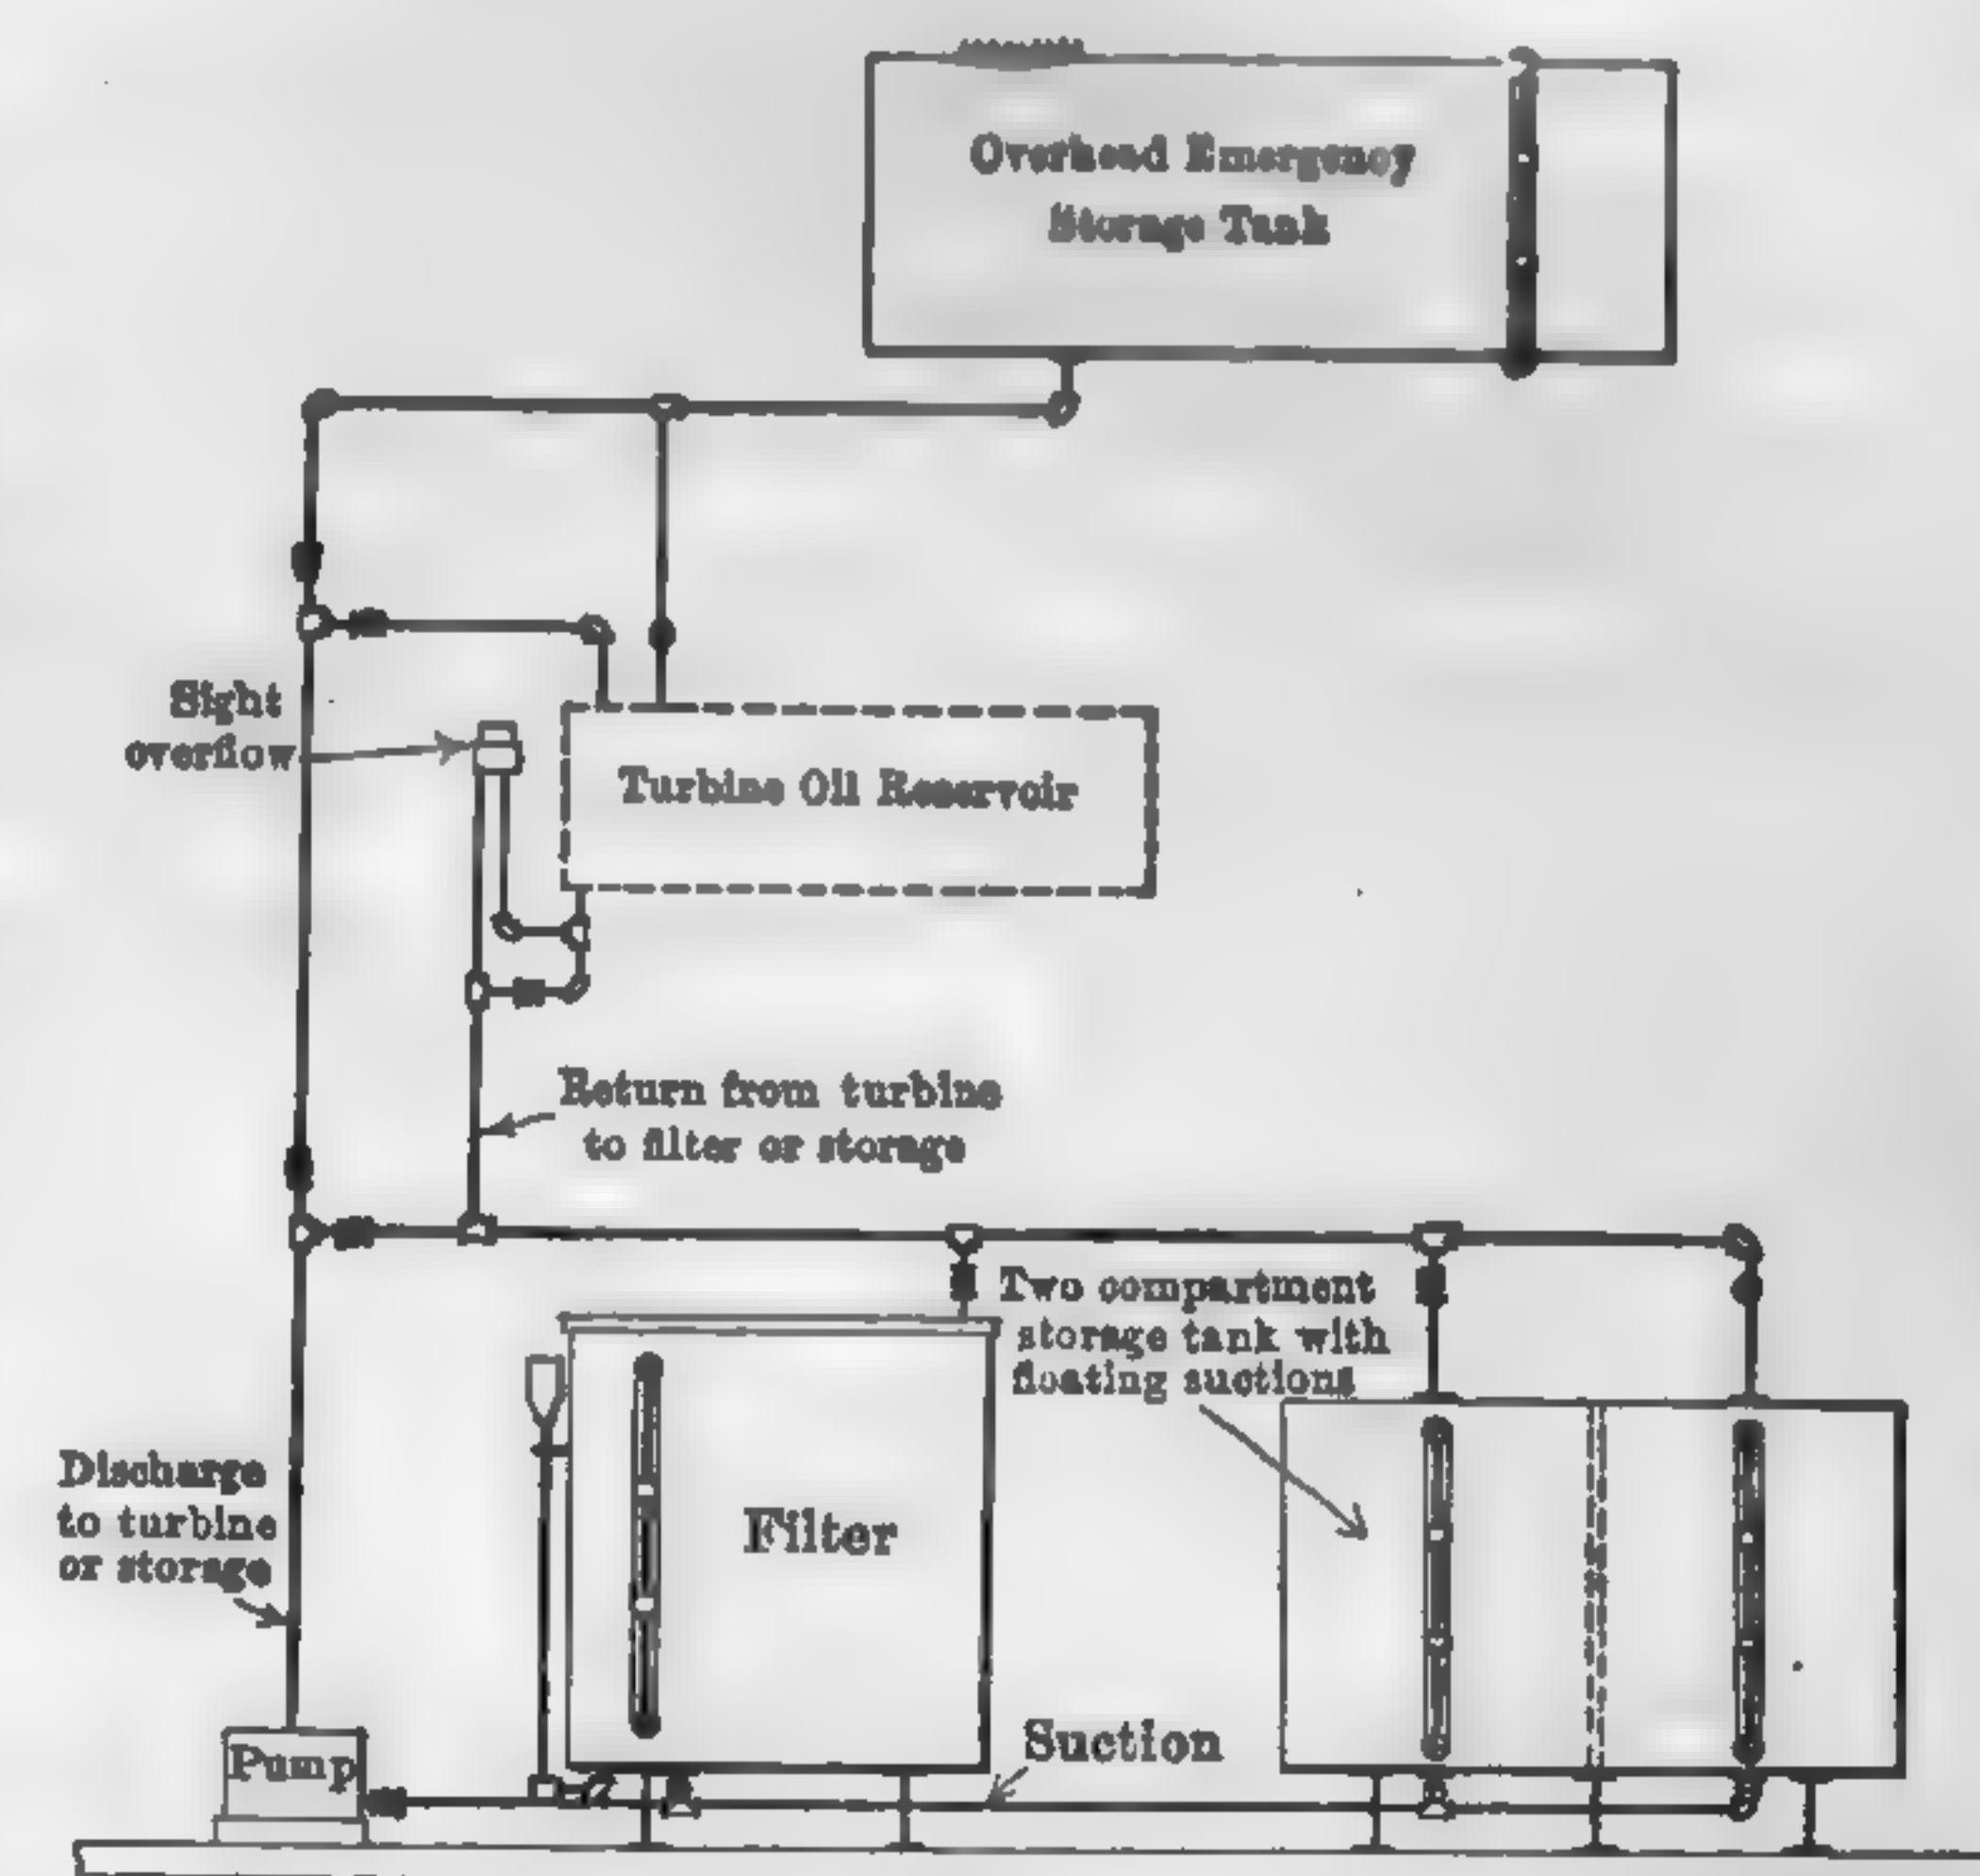 Overhead Emergency
Storage Tank
Sight
overflow
Turbine Oil Reservoir
Return from turbine
to filter or storage
Two compartment
storage tank with
floating suctions
Discharge
to turbine
or storage
Filter
Suction
Pump